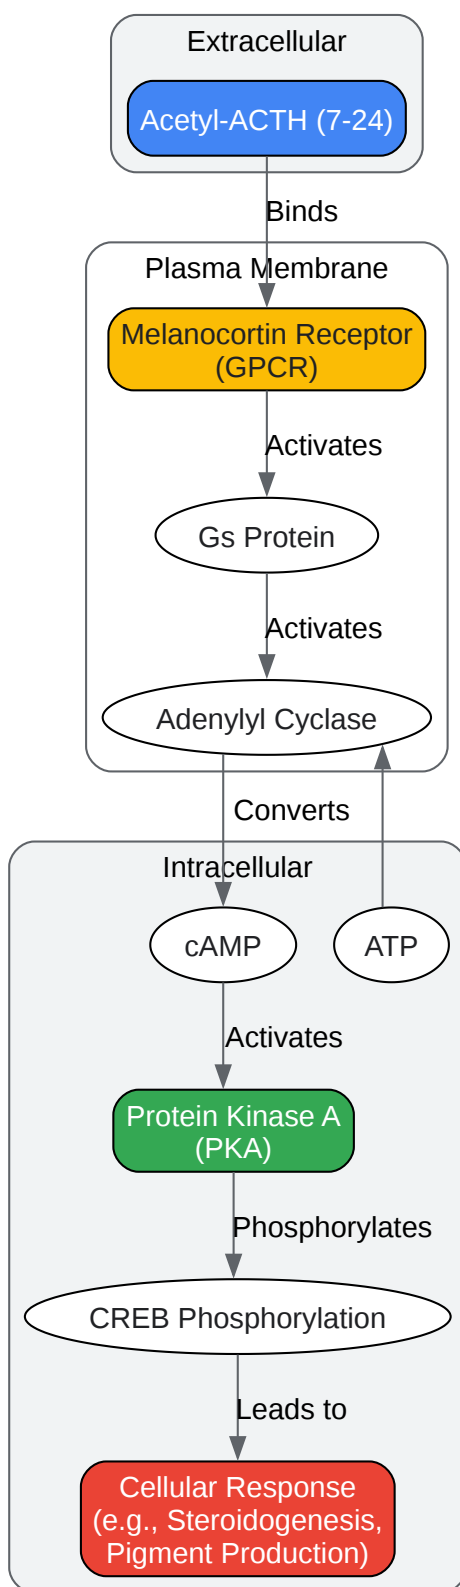 Extracellular
Acetyl-ACTH (7-24)
Binds
Plasma Membrane
Melanocortin Receptor
(GPCR)
Activates
Gs Protein
Activates
Adenylyl Cyclase
Converts
Intracellular
cAMP
ATP
Activates
Protein Kinase A
(PKA)
Phosphorylates
CREB Phosphorylation
Leads to
Cellular Response
(e.g., Steroidogenesis,
Pigment Production)